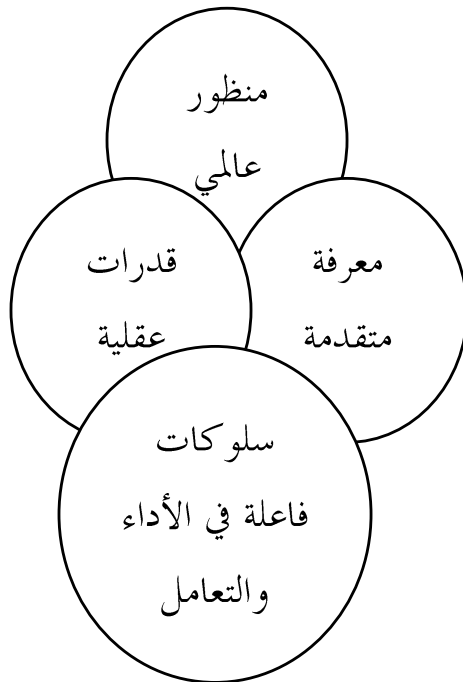 منظور
عالمي
معرفة
متقدمة
قدرات
عقلية
سلوكات
فاعلة في الأداء
والتعامل